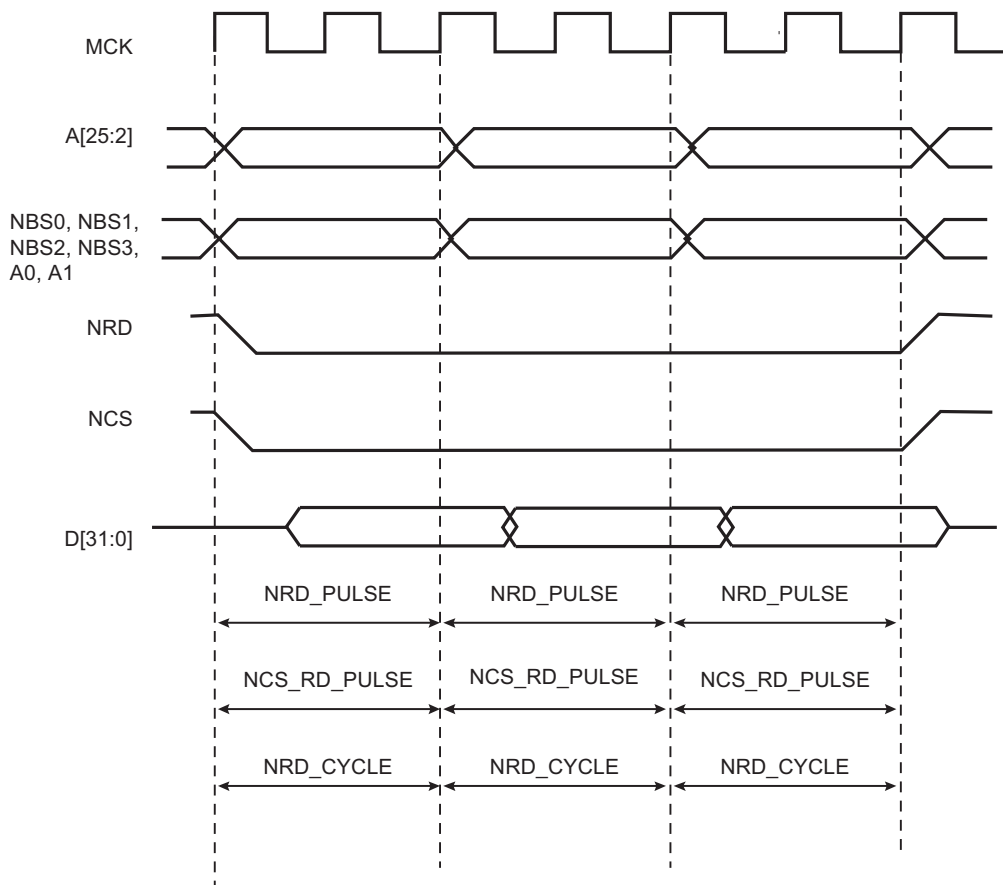 MCK
A[25:2]
NBS0, NBS1,
NBS2, NBS3,
A0, A1
NRD
NCS
D[31:0]
NRD_PULSE NRD_PULSE NRD_PULSE
NCS_RD_PULSE NCS_RD_PULSE NCS_RD_PULSE
NRD_CYCLE NRD_CYCLE NRD_CYCLE